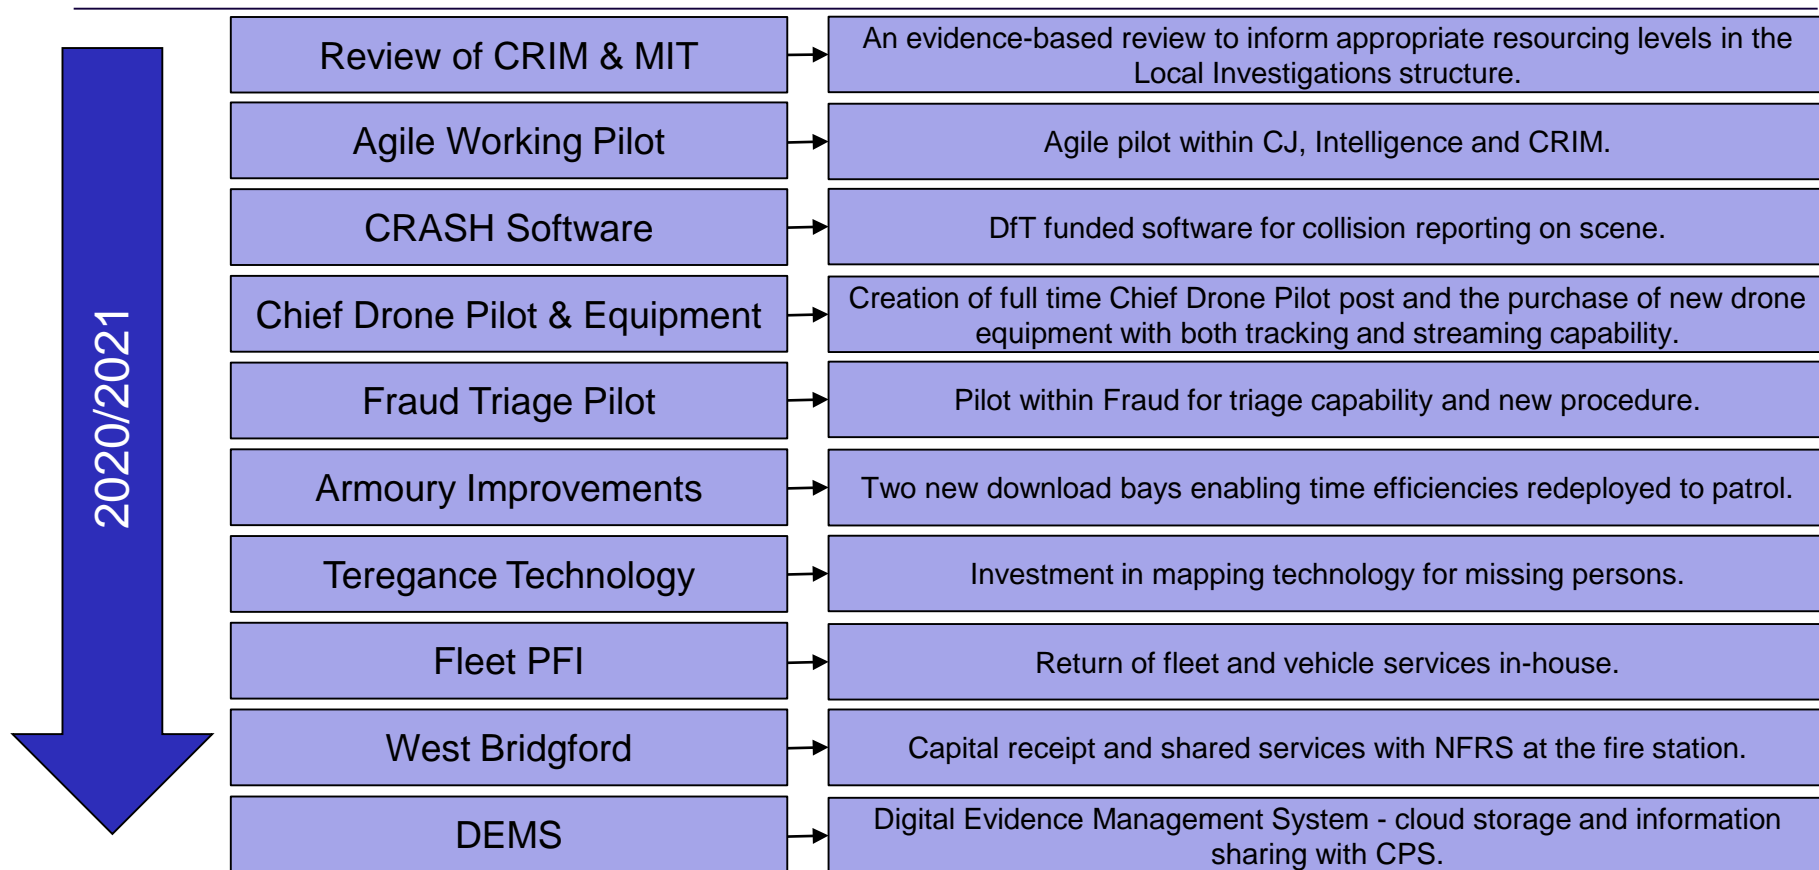 2020/2021
Review of CRIM & MIT
An evidence-based review to inform appropriate resourcing levels in the
Local Investigations structure.
Agile Working Pilot
Agile pilot within CJ, Intelligence and CRIM.
CRASH Software
DfT funded software for collision reporting on scene.
Chief Drone Pilot & Equipment
Creation of full time Chief Drone Pilot post and the purchase of new drone
equipment with both tracking and streaming capability.
Fraud Triage Pilot
Pilot within Fraud for triage capability and new procedure.
Armoury Improvements
Two new download bays enabling time efficiencies redeployed to patrol.
Teregance Technology
Investment in mapping technology for missing persons.
Fleet PFI
Return of fleet and vehicle services in-house.
West Bridgford
Capital receipt and shared services with NFRS at the fire station.
DEMS
Digital Evidence Management System - cloud storage and information
sharing with CPS.